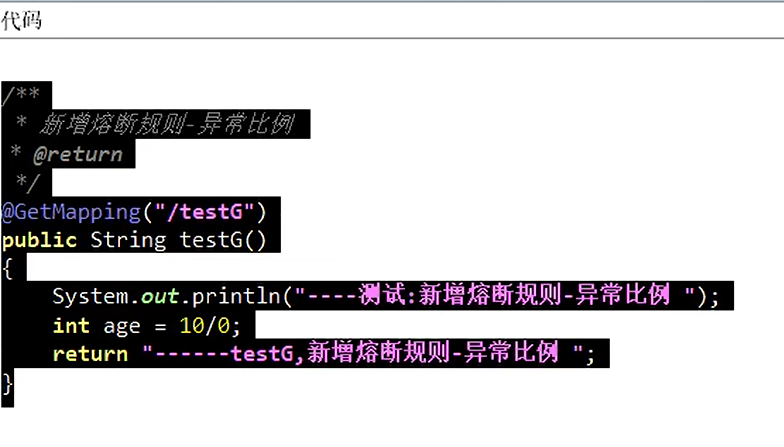 代码
/**
 * 新增熔断规则-异常比例
 * @return
 */
@GetMapping("/testG")
public String testG()
{
    System.out.println("----测试:新增熔断规则-异常比例 ");
    int age = 10/0;
    return "------testG,新增熔断规则-异常比例 ";
}